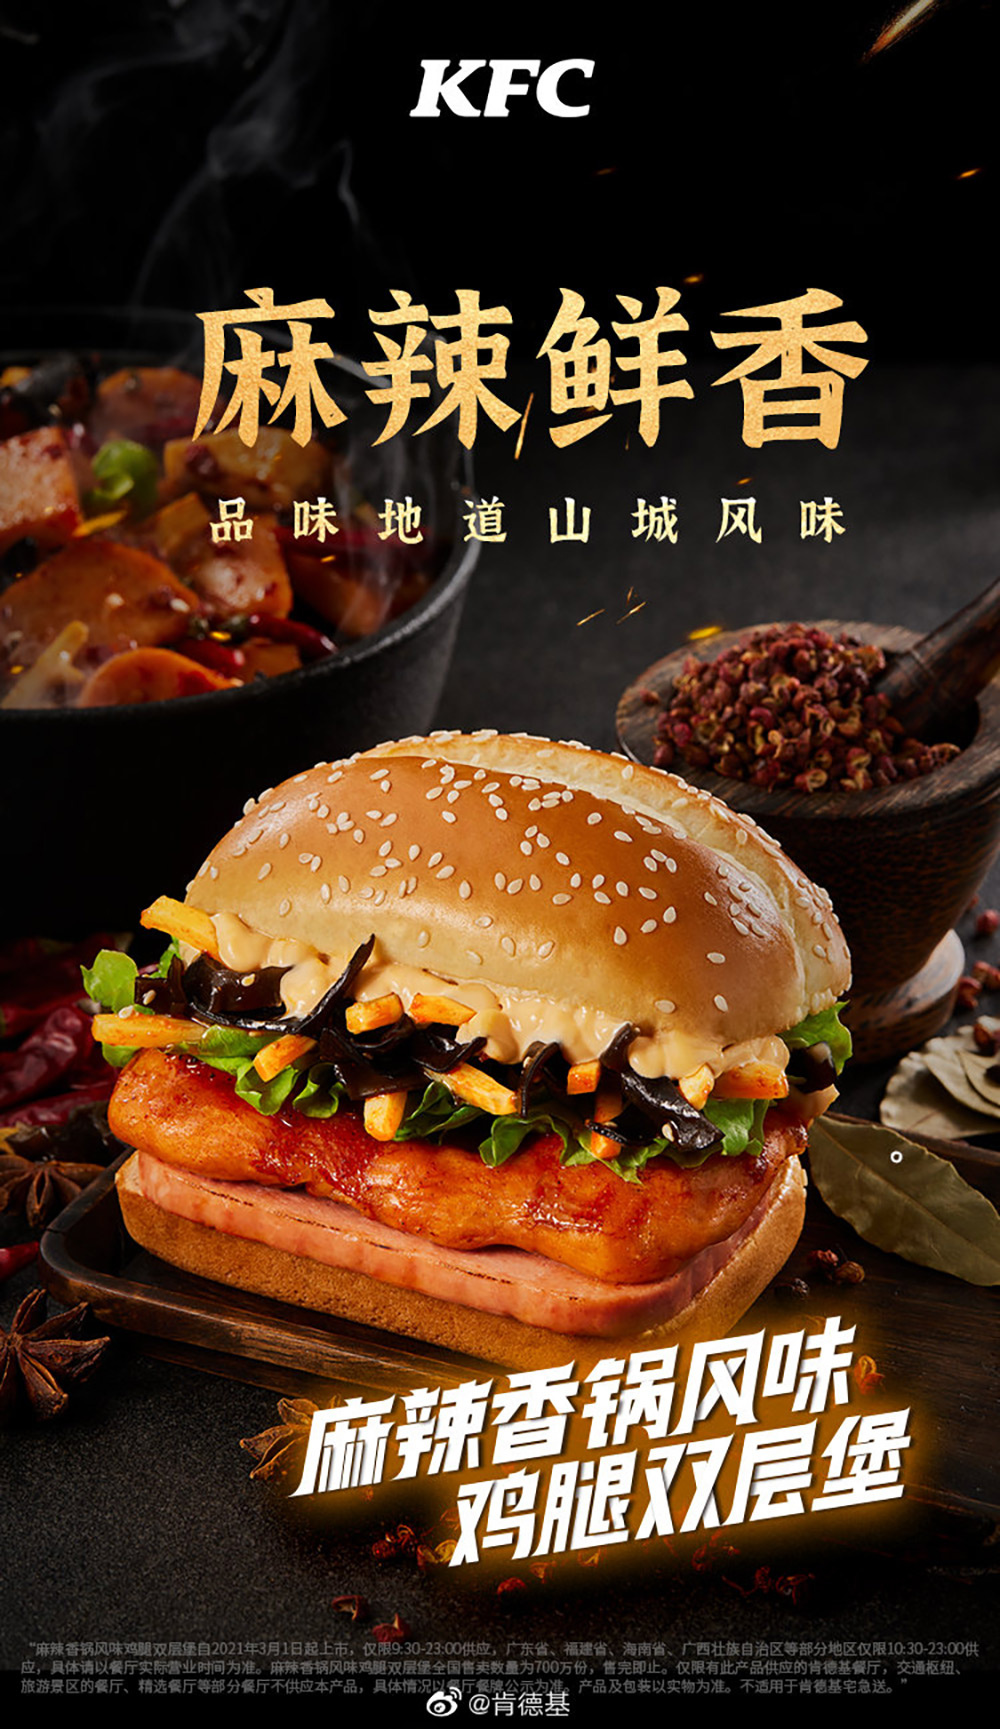 KFC
麻辣鲜香
品味地道山城风味
麻辣香锅风味
鸡腿双层堡
“麻辣香锅风味鸡腿双层堡自2021年3月1日起上市，仅限9:30-23:00供应，广东省、福建省、海南省、广西壮族自治区等部分地区仅限10:30-23:00供
应，具体请以餐厅实际营业时间为准。麻辣香锅风味鸡腿双层堡全国售卖数量为700万份，售完即止。仅限有此产品供应的肯德基餐厅，交通枢纽、
旅游景区的餐厅、精选餐厅等部分餐厅不供应本产品，具体情况以餐厅餐牌公示为准。产品及包装以实物为准。不适用于肯德基宅急送。”
@肯德基